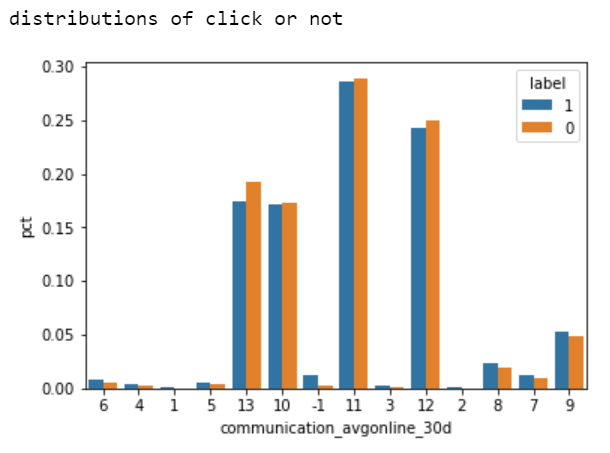 distributions of click or not
0.30
0.25
0.20
0.15
0.10
0.05
0.00
pct
label
1
0
6 4 1 5 13 10 -1 11 3 12 2 8 7 9
communication_avgonline_30d